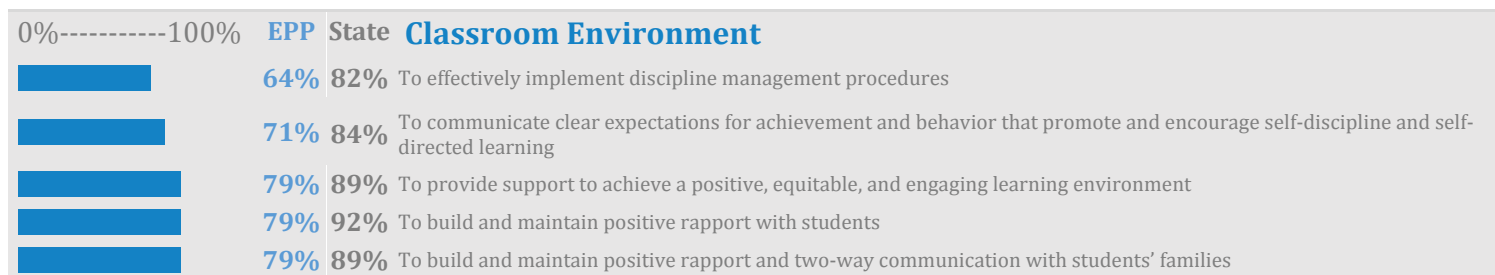 0%-----------100% EPP State Classroom Environment
64% 82% To effectively implement discipline management procedures
71% 84% To communicate clear expectations for achievement and behavior that promote and encourage self-discipline and self-
directed learning
79% 89% To provide support to achieve a positive, equitable, and engaging learning environment
79% 92% To build and maintain positive rapport with students
79% 89% To build and maintain positive rapport and two-way communication with students’ families